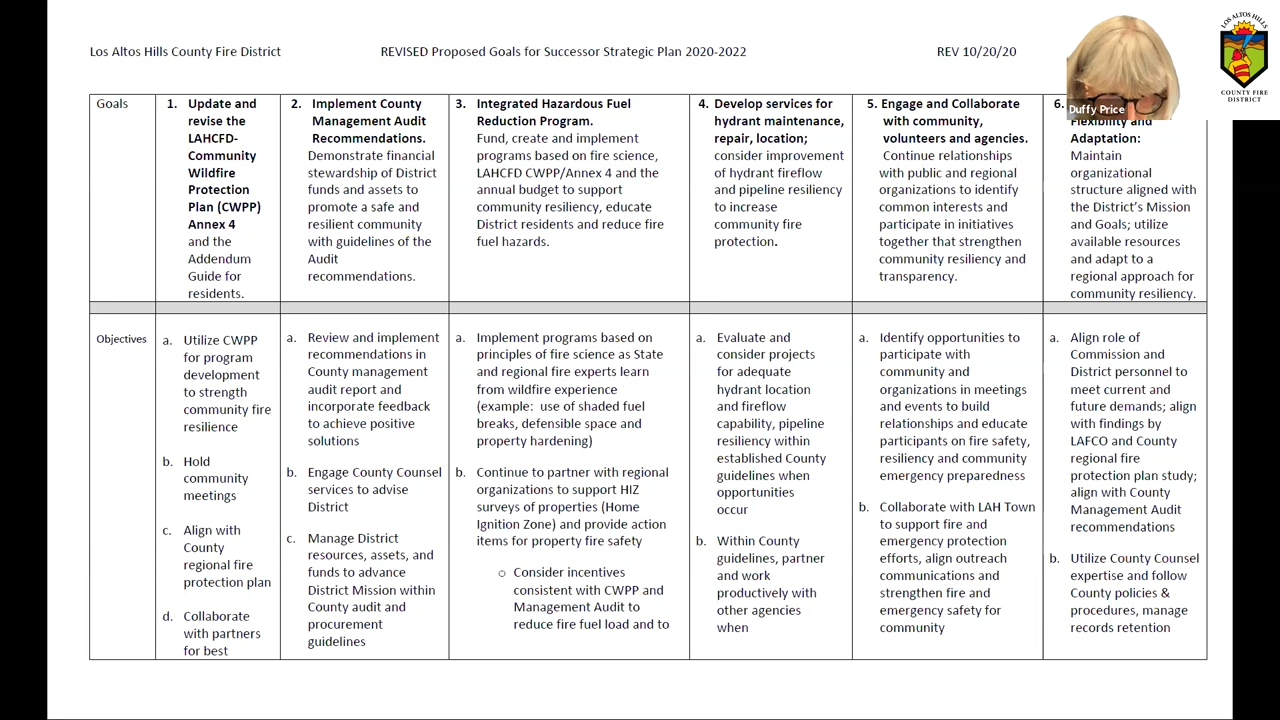 Los Altos Hills County Fire District
REVISED Proposed Goals for Successor Strategic Plan 2020-2022
REV 10/20/20
LOS ALTOS HILLS
COUNTY FIRE
DISTRICT
Duffy Price
Goals
1. Update and
revise the
LAHCFD-
Community
Wildfire
Protection
Plan (CWPP)
Annex 4
and the
Addendum
Guide for
residents.
2. Implement County
Management Audit
Recommendations.
Demonstrate financial
stewardship of District
funds and assets to
promote a safe and
resilient community
with guidelines of the
Audit
recommendations.
3. Integrated Hazardous Fuel
Reduction Program.
Fund, create and implement
programs based on fire science,
LAHCFD CWPP/Annex 4 and the
annual budget to support
community resiliency, educate
District residents and reduce fire
fuel hazards.
4. Develop services for
hydrant maintenance,
repair, location;
consider improvement
of hydrant fireflow
and pipeline resiliency
to increase
community fire
protection.
5. Engage and Collaborate
with community,
volunteers and agencies.
Continue relationships
with public and regional
organizations to identify
common interests and
participate in initiatives
together that strengthen
community resiliency and
transparency.
6.
Flexibility and
Adaptation:
Maintain
organizational
structure aligned with
the District's Mission
and Goals; utilize
available resources
and adapt to a
regional approach for
community resiliency.
Objectives
a. Utilize CWPP
for program
development
to strength
community fire
resilience
b. Hold
community
meetings
c. Align with
County
regional fire
protection plan
d. Collaborate
with partners
for best
a. Review and implement
recommendations in
County management
audit report and
incorporate feedback
to achieve positive
solutions
b. Engage County Counsel
services to advise
District
c. Manage District
resources, assets, and
funds to advance
District Mission within
County audit and
procurement
guidelines
a. Implement programs based on
principles of fire science as State
and regional fire experts learn
from wildfire experience
(example: use of shaded fuel
breaks, defensible space and
property hardening)
b. Continue to partner with regional
organizations to support HIZ
surveys of properties (Home
Ignition Zone) and provide action
items for property fire safety
o Consider incentives
consistent with CWPP and
Management Audit to
reduce fire fuel load and to
a. Evaluate and
consider projects
for adequate
hydrant location
and fireflow
capability, pipeline
resiliency within
established County
guidelines when
opportunities
occur
b. Within County
guidelines, partner
and work
productively with
other agencies
when
a. Identify opportunities to
participate with
community and
organizations in meetings
and events to build
relationships and educate
participants on fire safety,
resiliency and community
emergency preparedness
b. Collaborate with LAH Town
to support fire and
emergency protection
efforts, align outreach
communications and
strengthen fire and
emergency safety for
community
a. Align role of
Commission and
District personnel to
meet current and
future demands; align
with findings by
LAFCO and County
regional fire
protection plan study;
align with County
Management Audit
recommendations
b. Utilize County Counsel
expertise and follow
County policies &
procedures, manage
records retention